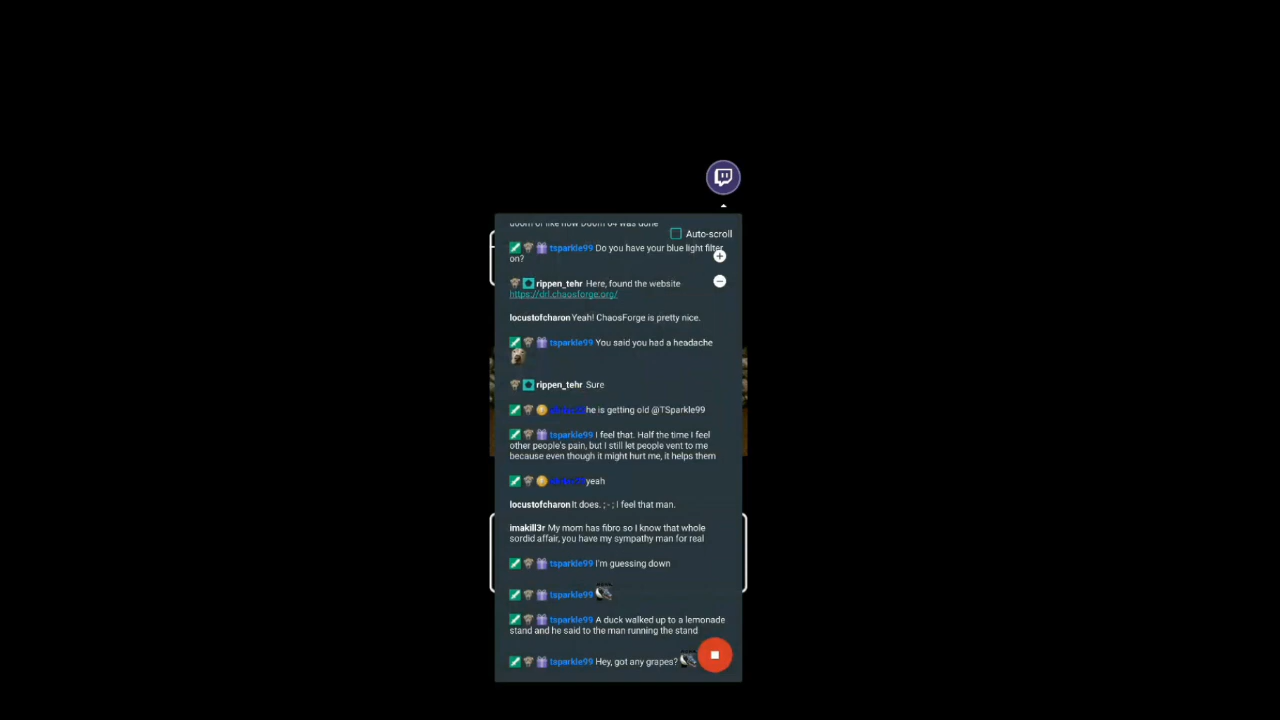 Auto-scroll
tsparkle99 Do you have your blue light filter
on?
rippen_tehr Here, found the website
https://drl.chaosforge.org/
locustofcharon Yeah! ChaosForge is pretty nice.
tsparkle99 You said you had a headache
rippen_tehr Sure
he is getting old @TSparkle99
tsparkle99 I feel that. Half the time I feel
other people's pain, but I still let people vent to me
because even though it might hurt me, it helps them
yeah
locustofcharon It does. ; - ; I feel that man.
imakill3r My mom has fibro so I know that whole
sordid affair, you have my sympathy man for real
tsparkle99 I'm guessing down
tsparkle99
tsparkle99 A duck walked up to a lemonade
stand and he said to the man running the stand
tsparkle99 Hey, got any grapes?